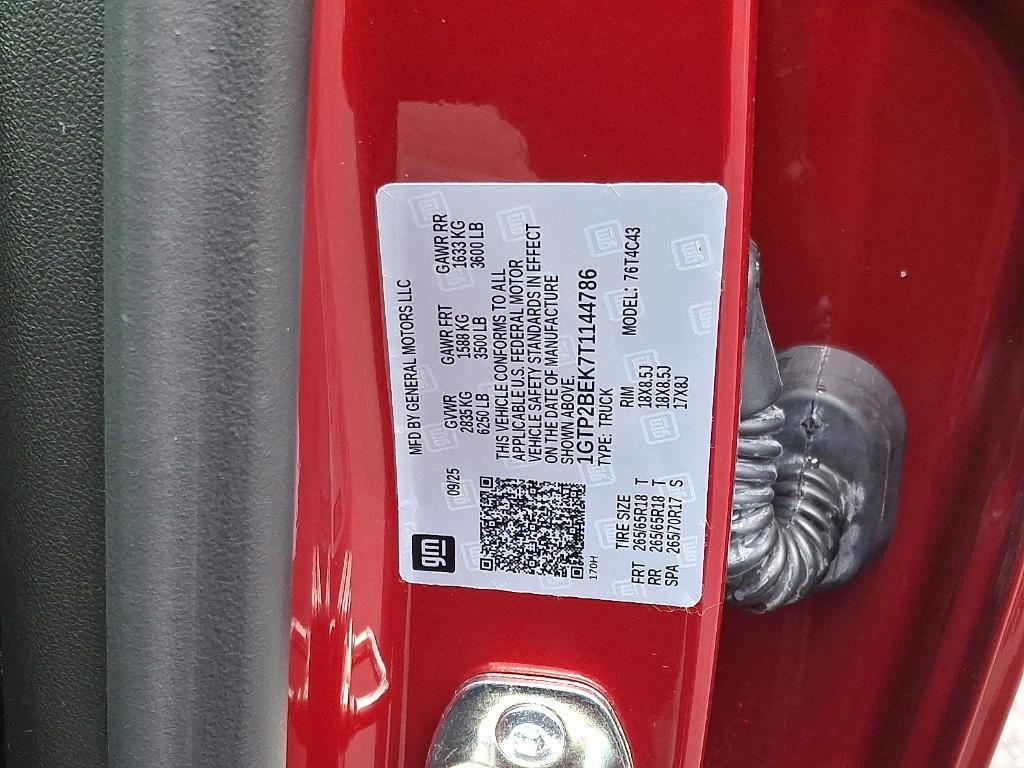 gm
MFD BY GENERAL MOTORS LLC
09/25
GVWR GAWR FRT GAWR RR
2835 KG 1588 KG 1633 KG
6250 LB 3500 LB 3600 LB
THIS VEHICLE CONFORMS TO ALL
APPLICABLE U.S. FEDERAL MOTOR
VEHICLE SAFETY STANDARDS IN EFFECT
ON THE DATE OF MANUFACTURE
SHOWN ABOVE.
1GTP2BEK7T1144786
TYPE: TRUCK MODEL: 76T4C43
170H
TIRE SIZE RIM
FRT 265/65R18 T 18X8.5J
RR 265/65R18 T 18X8.5J
SPA 265/70R17 S 17X8J